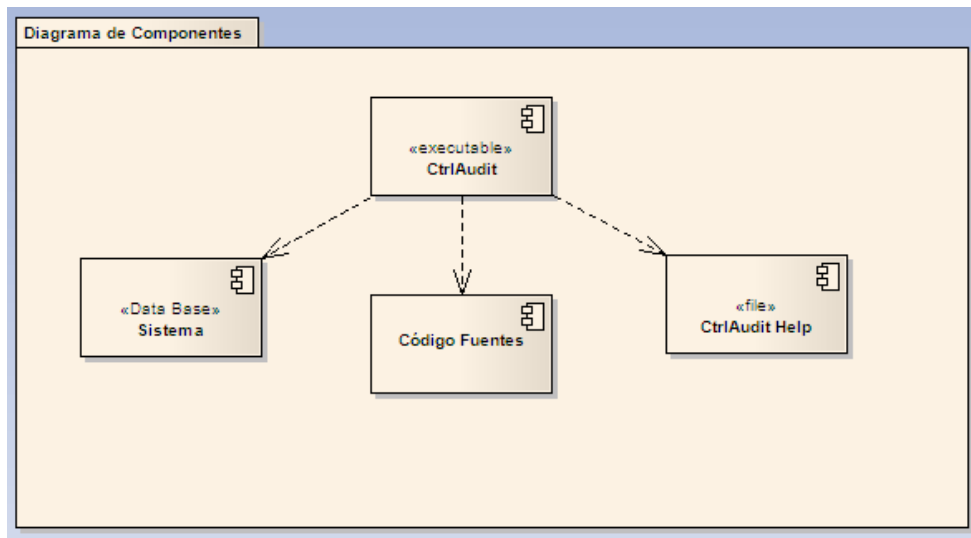 Diagrama de Componentes
«executable»
CtrlAudit
«Data Base»
Sistema
Código Fuentes
«file»
CtrlAudit Help